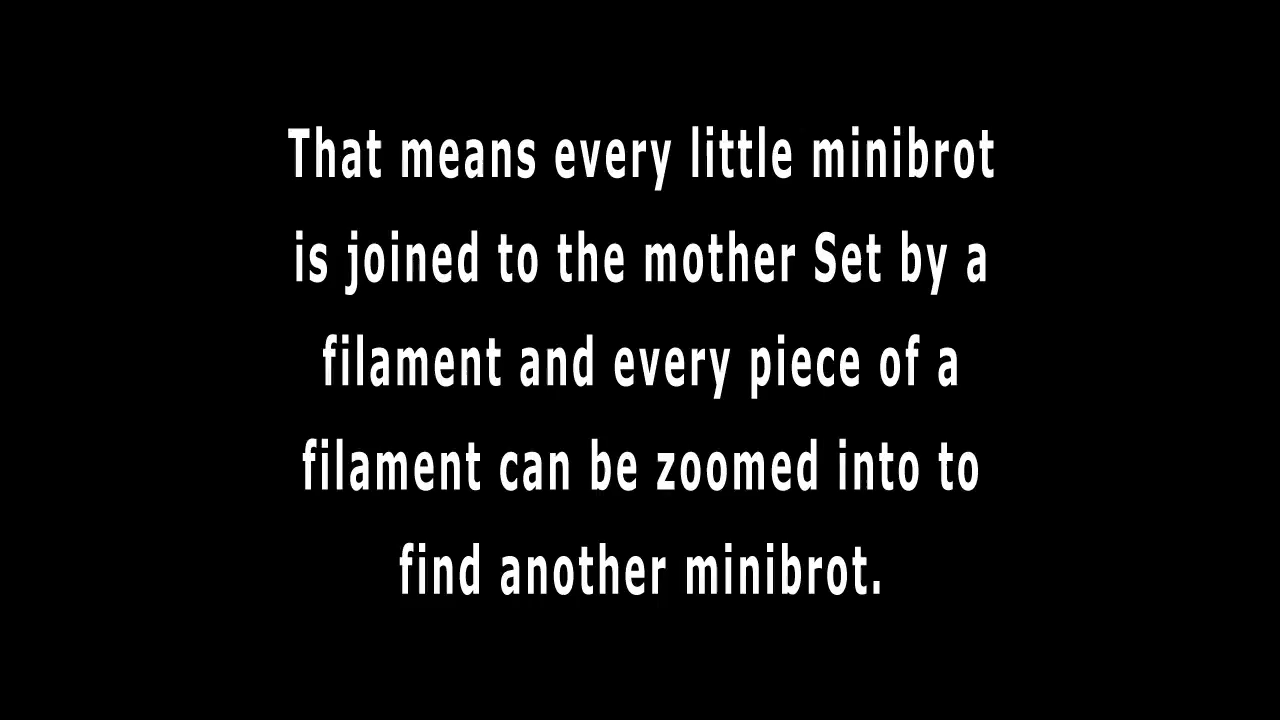 That means every little minibrot
is joined to the mother Set by a
filament and every piece of a
filament can be zoomed into to
find another minibrot.